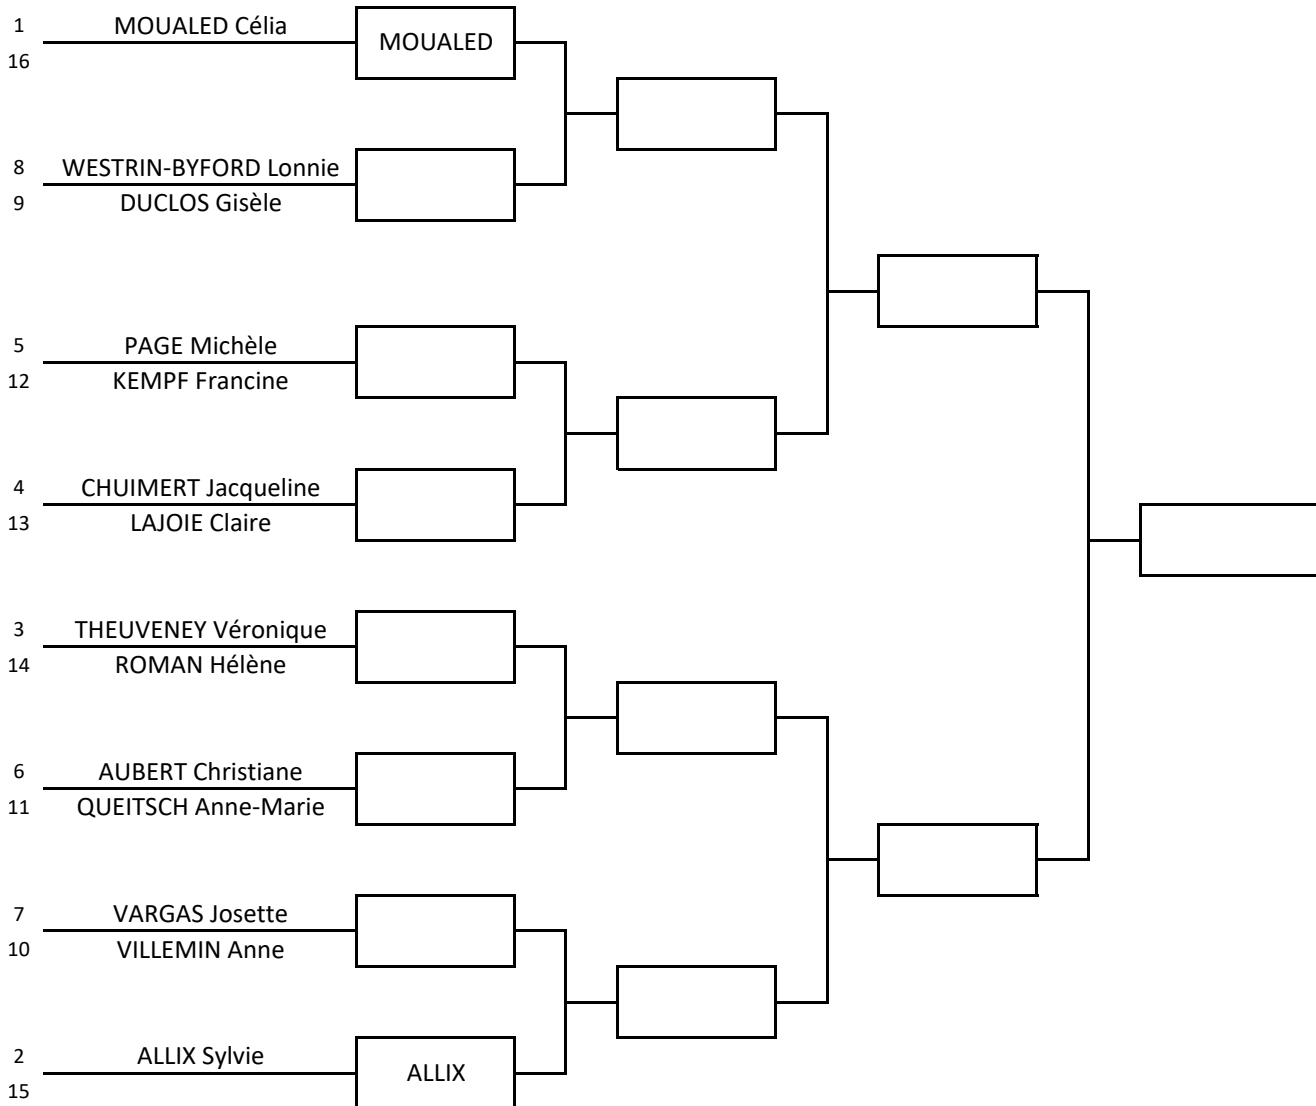 1 MOUALED Célia
MOUALED
16
8 WESTRIN-BYFORD Lonnie
9 DUCLOS Gisèle
5 PAGE Michèle
12 KEMPF Francine
4 CHUIMERT Jacqueline
13 LAJOIE Claire
3 THEUVENEY Véronique
14 ROMAN Hélène
6 AUBERT Christiane
11 QUEITSCH Anne-Marie
7 VARGAS Josette
10 VILLEMIN Anne
2 ALLIX Sylvie
ALLIX
15